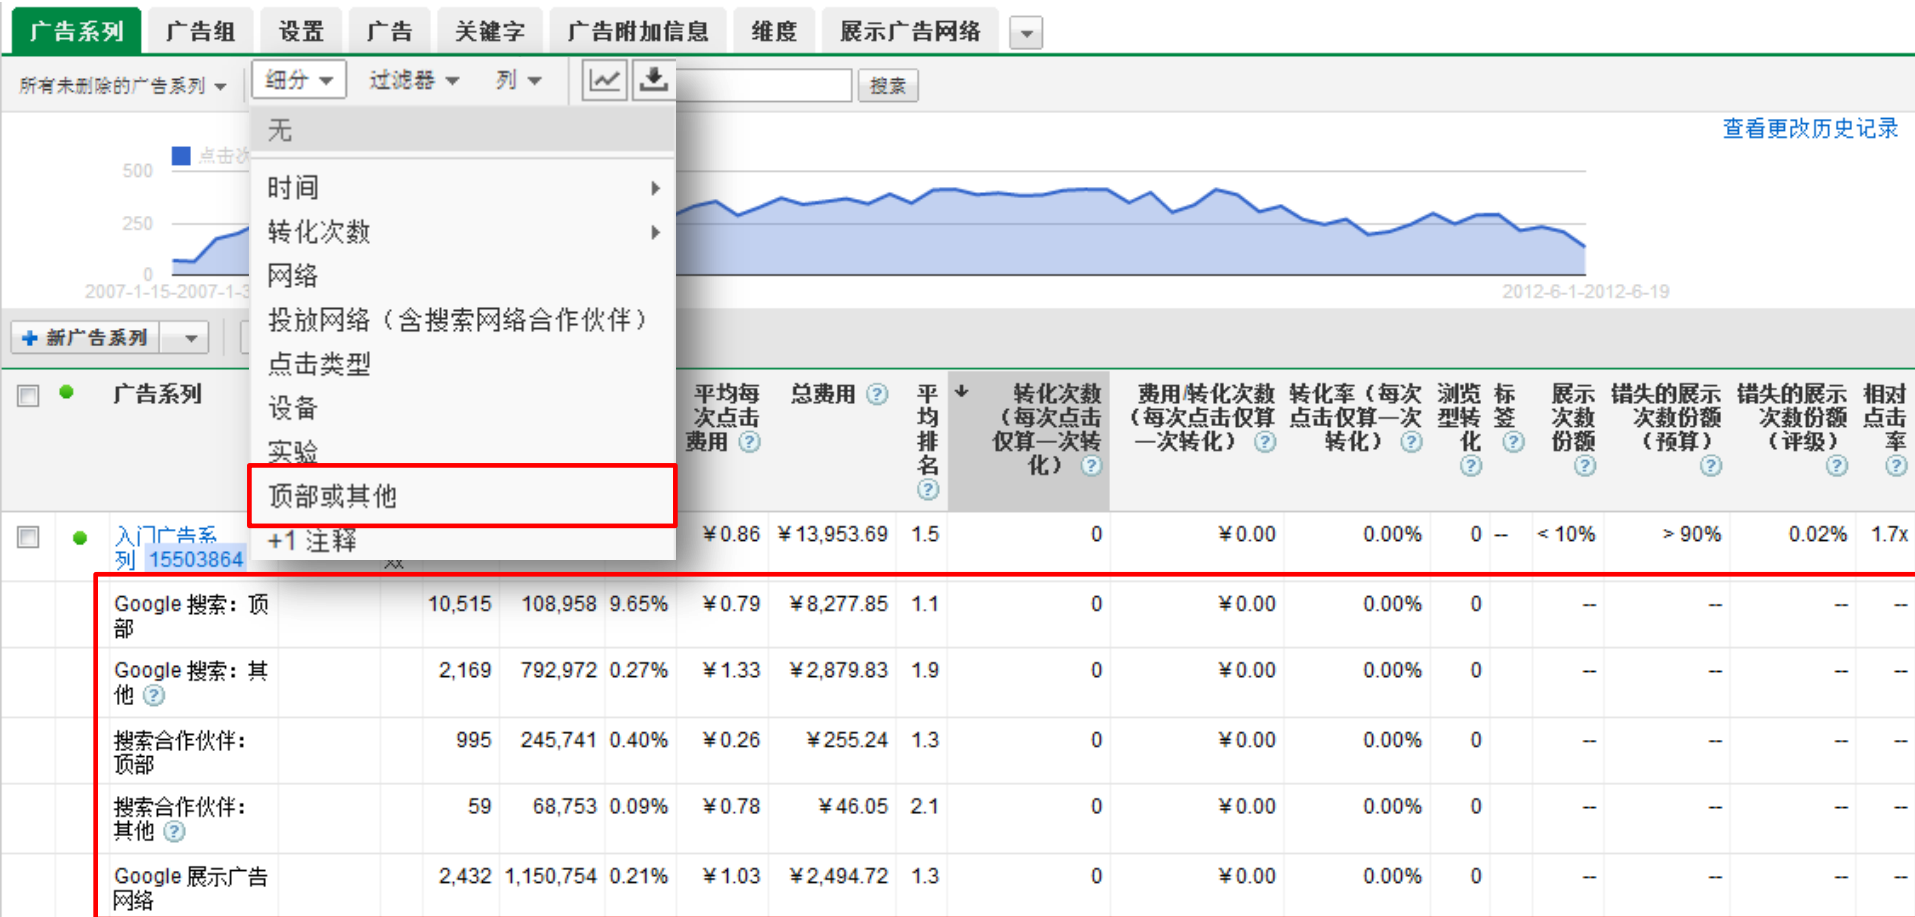 广告系列 广告组 设置 广告 关键字 广告附加信息 维度 展示广告网络
所有未删除的广告系列 细分 过滤器 列 搜索
无
查看更改历史记录
点击次
500
时间
转化次数
250
网络
0
2007-1-15-2007-1-3
2012-6-1-2012-6-19
投放网络（含搜索网络合作伙伴）
新广告系列
点击类型
设备
实验
顶部或其他
+1 注释
广告系列
平均每
次点击
费用 ?
总费用 ?
平
均
排
名
?
转化次数
（每次点击
仅算一次转
化） ?
费用/转化次数
（每次点击仅算
一次转化） ?
转化率（每次
点击仅算一次
转化） ?
浏览
型转
化
?
标
签
?
展示
次数
份额
?
错失的展示
次数份额
（预算）
?
错失的展示
次数份额
（评级）
?
相对
点击
率
?
入门广告系
列 15503864
¥0.86 ¥13,953.69 1.5 0 ¥0.00 0.00% 0 -- < 10% > 90% 0.02% 1.7x
Google 搜索：顶
部
10,515 108,958 9.65% ¥0.79 ¥8,277.85 1.1 0 ¥0.00 0.00% 0 -- -- -- --
Google 搜索：其
他 ?
2,169 792,972 0.27% ¥1.33 ¥2,879.83 1.9 0 ¥0.00 0.00% 0 -- -- -- --
搜索合作伙伴：
顶部
995 245,741 0.40% ¥0.26 ¥255.24 1.3 0 ¥0.00 0.00% 0 -- -- -- --
搜索合作伙伴：
其他 ?
59 68,753 0.09% ¥0.78 ¥46.05 2.1 0 ¥0.00 0.00% 0 -- -- -- --
Google 展示广告
网络
2,432 1,150,754 0.21% ¥1.03 ¥2,494.72 1.3 0 ¥0.00 0.00% 0 -- -- -- --